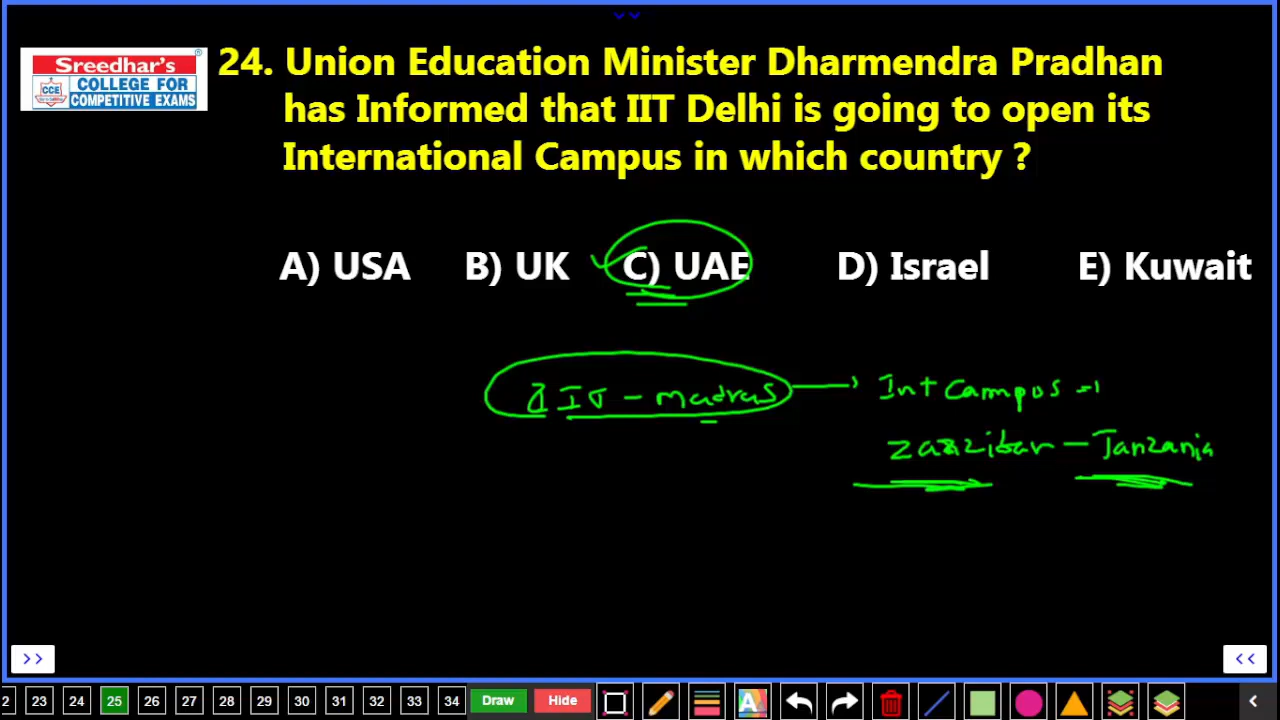 Sreedhar's
COLLEGE FOR
CCE
COMPETITIVE EXAMS
24. Union Education Minister Dharmendra Pradhan
has Informed that IIT Delhi is going to open its
International Campus in which country ?
A) USA B) UK C) UAE D) Israel E) Kuwait
IIT - madras Int Campus
Zanzibar - Tanzania
>> <<
2 23 24 25 26 27 28 29 30 31 32 33 34 Draw Hide A <